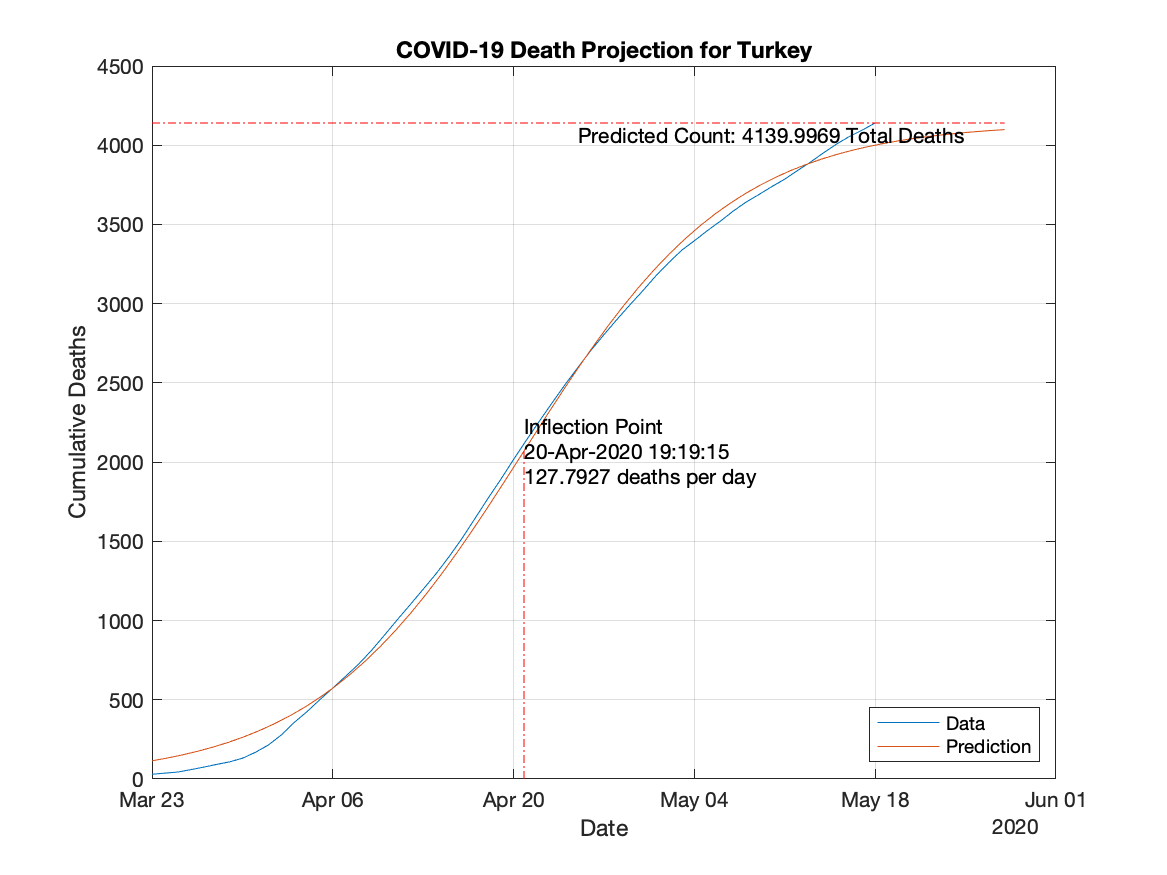 COVID-19 Death Projection for Turkey
4500
4000
3500
3000
2500
2000
1500
1000
500
0
Cumulative Deaths
Predicted Count: 4139.9969 Total Deaths
Inflection Point
20-Apr-2020 19:19:15
127.7927 deaths per day
Data
Prediction
Mar 23
Apr 06
Apr 20
May 04
May 18
Jun 01
Date
2020